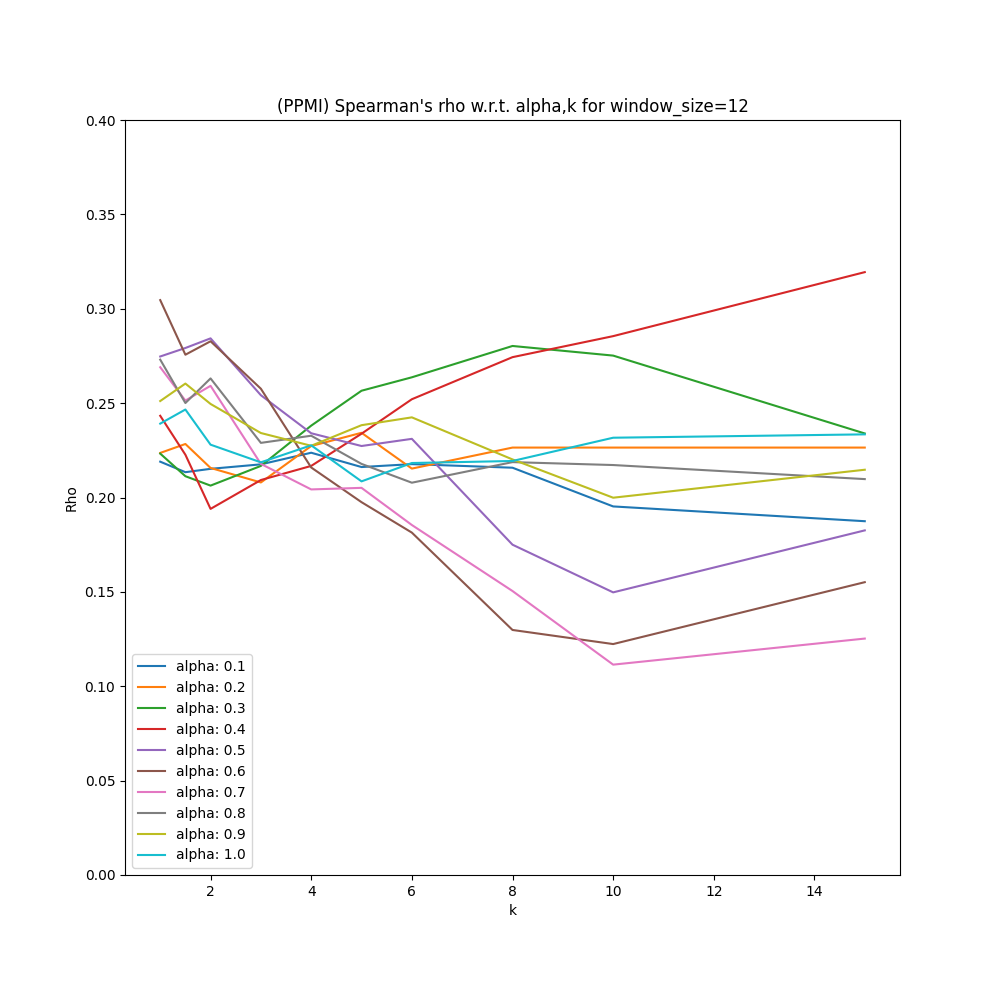 (PPMI) Spearman's rho w.r.t. alpha,k for window_size=12
0.40
0.35
0.30
0.25
0.20
0.15
0.10
0.05
0.00
Rho
alpha: 0.1
alpha: 0.2
alpha: 0.3
alpha: 0.4
alpha: 0.5
alpha: 0.6
alpha: 0.7
alpha: 0.8
alpha: 0.9
alpha: 1.0
2 4 6 8 10 12 14
k